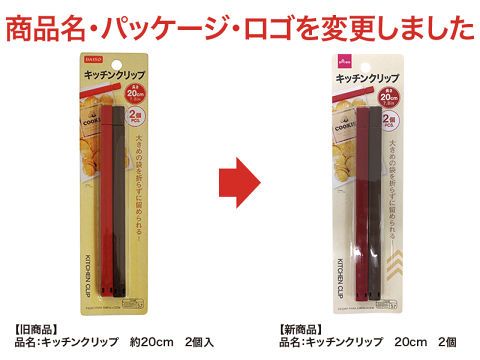 商品名・パッケージ・ロゴを変更しました
DAISO
キッチンクリップ
長さ
20cm
7.8in
2個
PCS.
COOKIE
大きめの袋を折らずに留められる!
KITCHEN CLIP
キッチンクリップ
長さ
20cm
7.8in
2個
PCS.
大きめの袋を折らずに留められる!
KITCHEN CLIP
【旧商品】
品名：キッチンクリップ 約20cm 2個入
【新商品】
品名：キッチンクリップ 20cm 2個